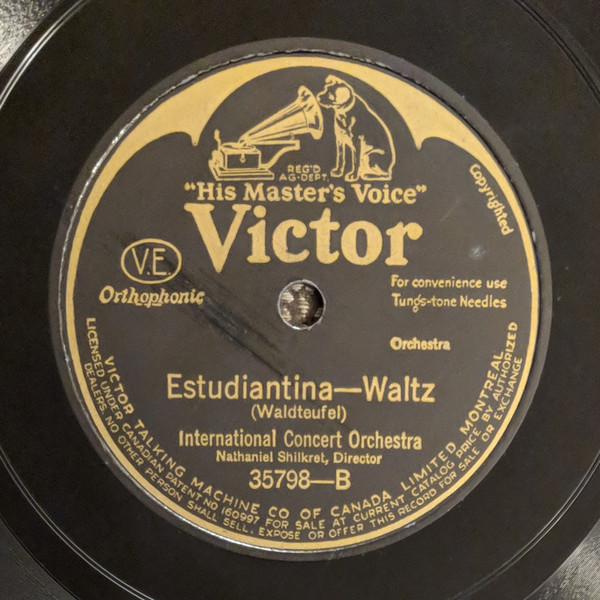 REG'D
AG-DEPT.
"His Master's Voice"
Copyrighted
Victor
V.E.
Orthophonic
For convenience use
Tungs-tone Needles
Orchestra
Estudiantina—Waltz
(Waldteufel)
International Concert Orchestra
Nathaniel Shilkret, Director
35798—B
VICTOR TALKING MACHINE CO OF CANADA LIMITED, MONTREAL
LICENSED UNDER CANADIAN PATENT NO 160997 FOR SALE AT CURRENT CATALOG PRICE BY AUTHORIZED
DEALERS. NO OTHER PERSON SHALL SELL, EXPOSE OR OFFER THIS RECORD FOR SALE OR EXCHANGE